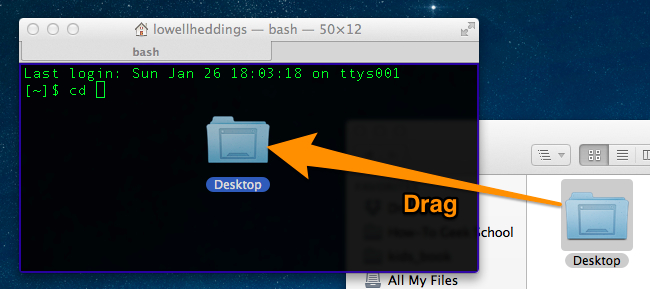 lowellheddings — bash — 50×12
bash
Last login: Sun Jan 26 18:03:18 on ttys001
[~]$ cd
Desktop
Drag
How-To Geek School
All My Files
Desktop